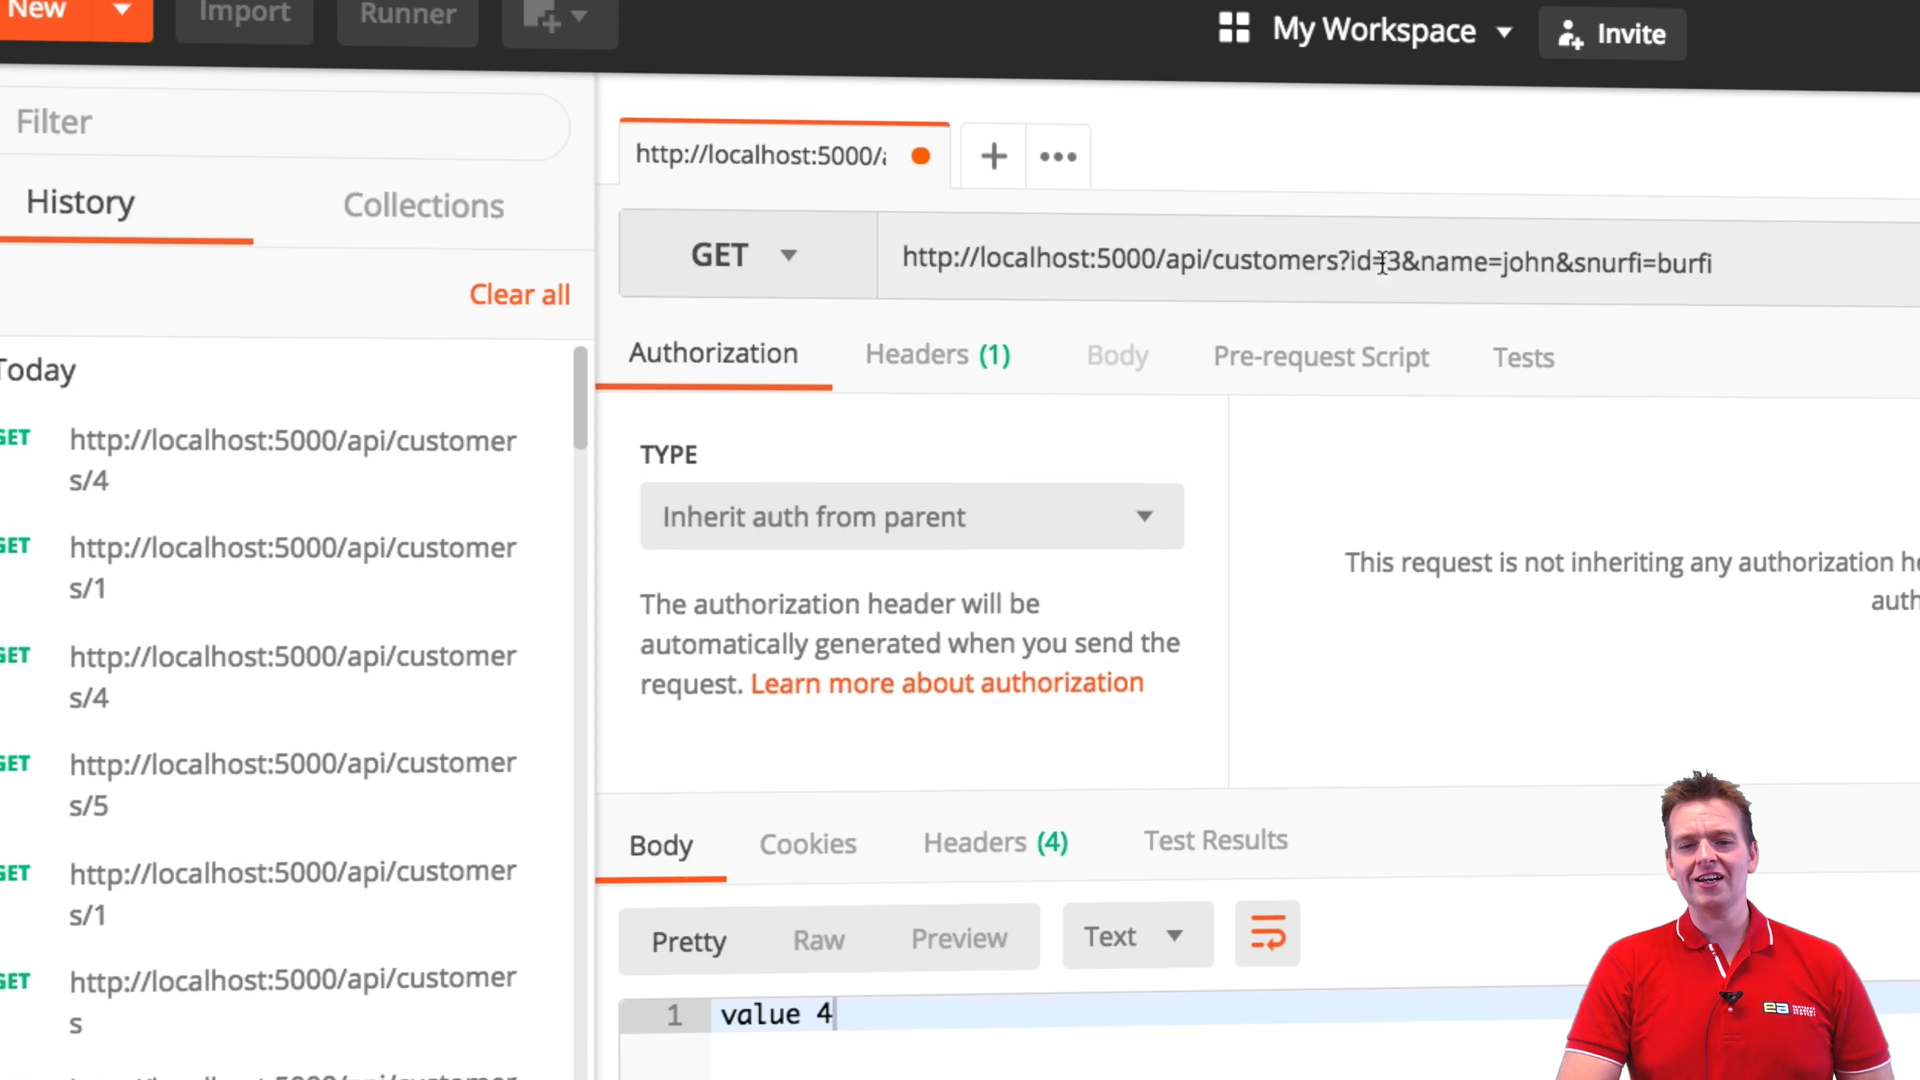 New
Import
Runner
My Workspace
Invite
Filter
History
Collections
Clear all
Today
GET http://localhost:5000/api/customer
s/4
GET http://localhost:5000/api/customer
s/1
GET http://localhost:5000/api/customer
s/4
GET http://localhost:5000/api/customer
s/5
GET http://localhost:5000/api/customer
s/1
GET http://localhost:5000/api/customer
s
http://localhost:5000/a
+ •••
GET
http://localhost:5000/api/customers?id=3&name=john&snurfi=burfi
Authorization
Headers (1)
Body
Pre-request Script
Tests
TYPE
Inherit auth from parent
The authorization header will be
automatically generated when you send the
request. Learn more about authorization
This request is not inheriting any authorization he
auth
Body
Cookies
Headers (4)
Test Results
Pretty
Raw
Preview
Text
1 value 4